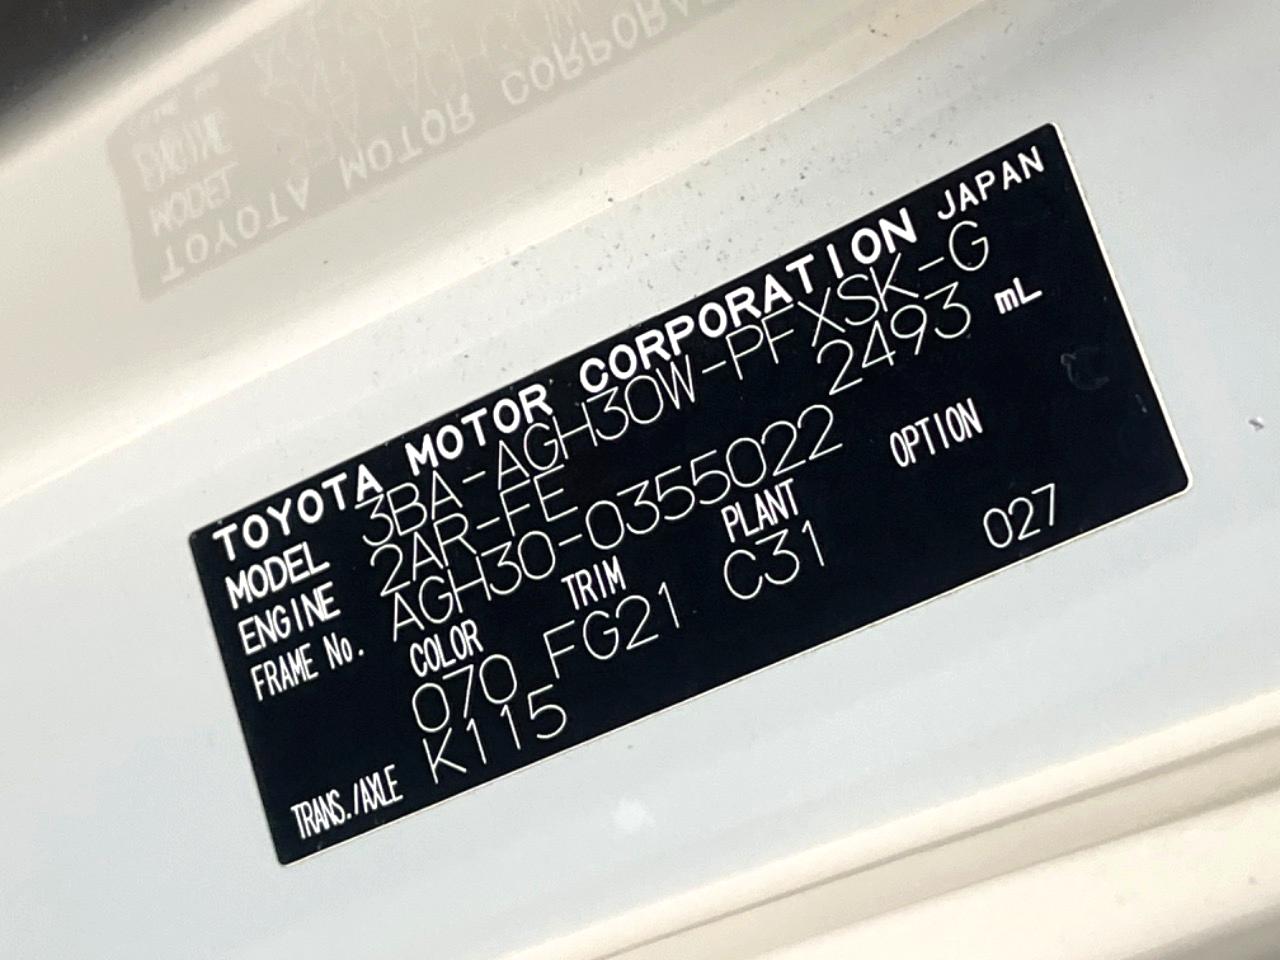 TOYOTA MOTOR CORPORATION JAPAN
MODEL 3BA-AGH30W-PFXSK-G
ENGINE 2AR-FE 2493 mL
FRAME No. AGH30-0355022
COLOR TRIM PLANT OPTION
070 FG21 C31 027
TRANS./AXLE K115